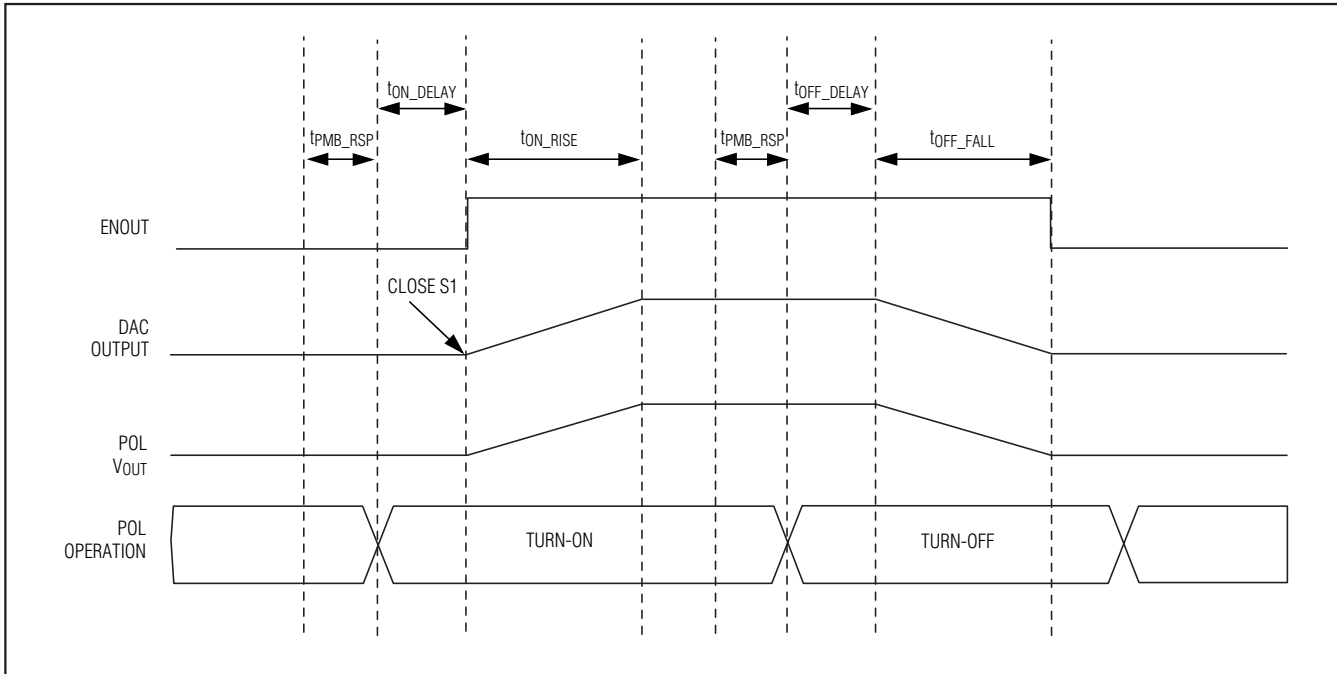 tON_DELAY
tOFF_DELAY
tPMB_RSP
tON_RISE
tPMB_RSP
tOFF_FALL
ENOUT
CLOSE S1
DAC
OUTPUT
POL
VOUT
POL
OPERATION
TURN-ON
TURN-OFF